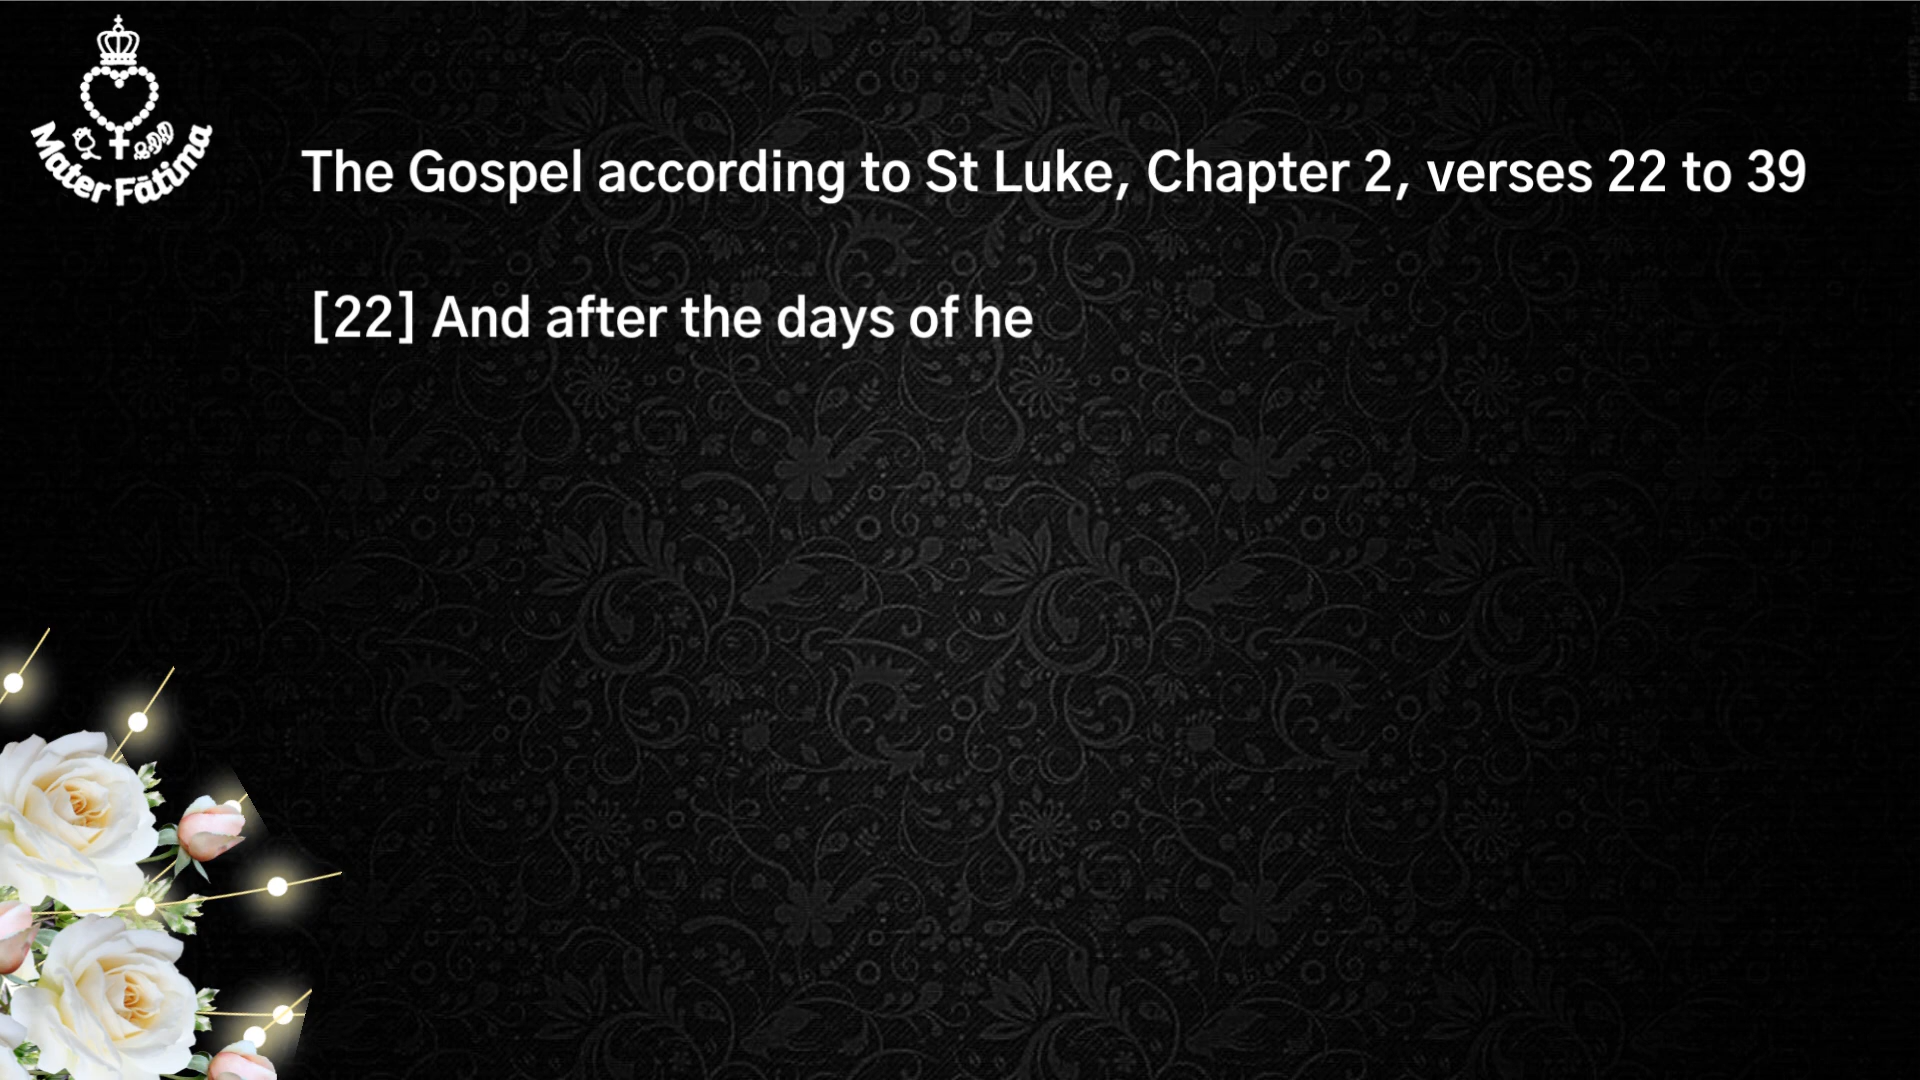 Mater Fātima
The Gospel according to St Luke, Chapter 2, verses 22 to 39
[22] And after the days of he